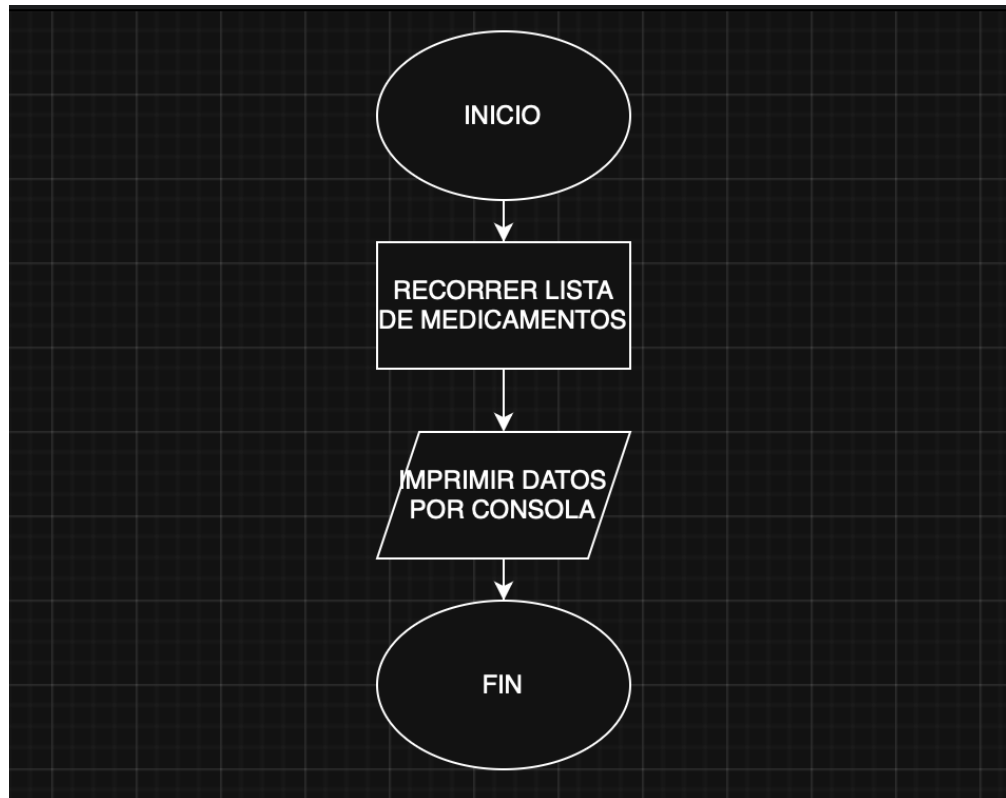 INICIO
RECORRER LISTA
DE MEDICAMENTOS
IMPRIMIR DATOS
POR CONSOLA
FIN